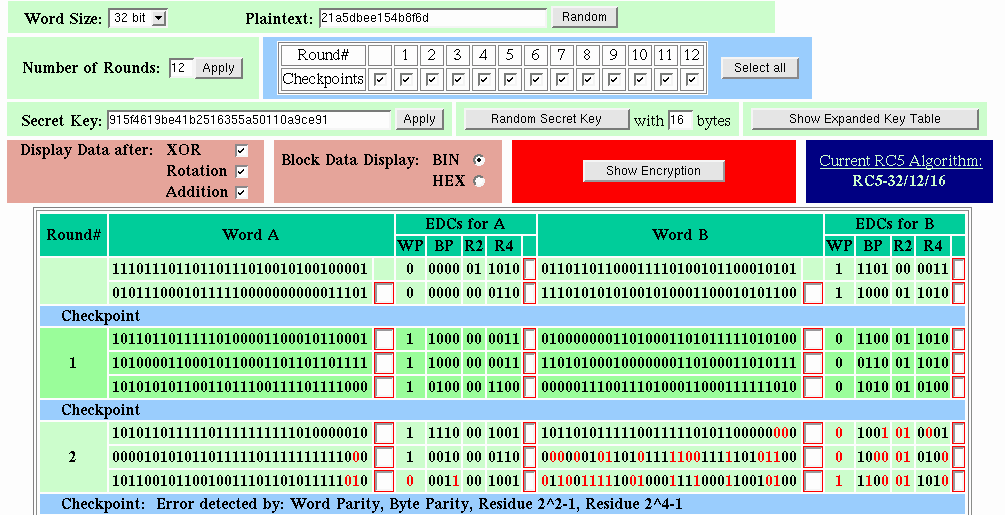 Word Size: 32 bit Plaintext: 21a5dbee154b8f6d Random
Number of Rounds: 12 Apply
Round# 1 2 3 4 5 6 7 8 9 10 11 12
Checkpoints
Select all
Secret Key: 915f4619be41b2516355a50110a9ce91 Apply Random Secret Key with 16 bytes Show Expanded Key Table
Display Data after: XOR
Rotation
Addition
Block Data Display: BIN
HEX
Show Encryption
Current RC5 Algorithm:
RC5-32/12/16
Round# Word A EDCs for A Word B EDCs for B
WP BP R2 R4 WP BP R2 R4
11101110110110111010010100100001 0 0000 01 1010 01101101100011110100101100010101 1 1101 00 0011
01011100010111110000000000011101 0 0000 00 0110 11101010101001010001100010101100 1 1000 01 1010
Checkpoint
10110110111110100001100010110001 1 1000 00 0011 01000000011010001101011111010100 0 1100 01 1010
1 10100001100010110001101101101111 1 1000 00 0011 11010100010000000110100011010111 0 0110 01 1010
10101010110011011100111101111000 1 0100 00 1100 00000111001110100011000111111010 0 1010 01 0100
Checkpoint
10101101111101111111111010000010 1 1110 00 1001 10110101111100111110101100000000 0 1001 01 0001
2 00001010101101111101111111111100 1 0010 00 0110 00000010110101111100111110101100 0 1000 01 0100
10110010110010011101101011111010 0 0011 00 1001 01100111110010001111000110010100 1 1100 01 1010
Checkpoint: Error detected by: Word Parity, Byte Parity, Residue 2^2-1, Residue 2^4-1